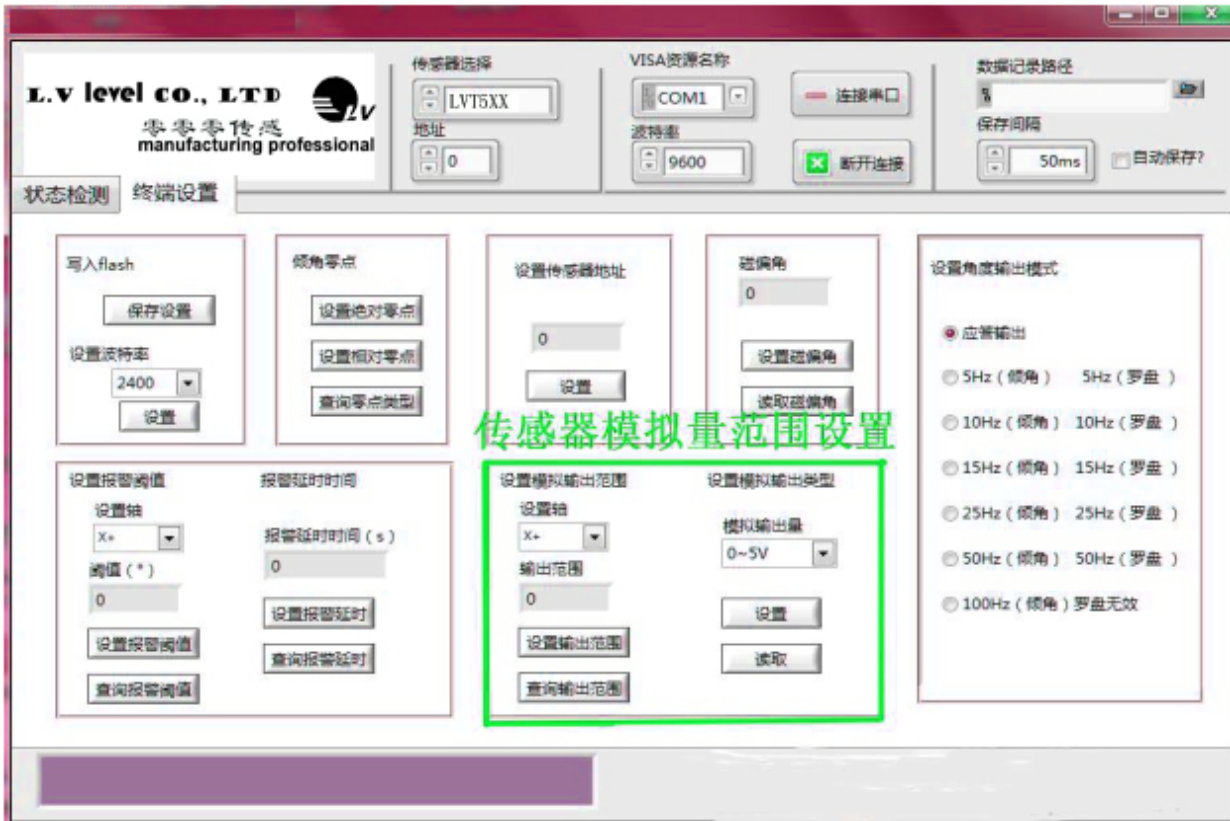 L.V level CO., LTD
LV
零零零传感
manufacturing professional
传感器选择
LVT5XX
地址
0
VISA资源名称
COM1
波特率
9600
连接串口
断开连接
数据记录路径
保存间隔
50ms
自动保存?
状态检测
终端设置
写入flash
保存设置
设置波特率
2400
设置
倾角零点
设置绝对零点
设置相对零点
查询零点类型
设置传感器地址
0
设置
磁偏角
0
设置磁偏角
读取磁偏角
设置角度输出模式
应答输出
5Hz(倾角) 5Hz(罗盘)
10Hz(倾角) 10Hz(罗盘)
15Hz(倾角) 15Hz(罗盘)
25Hz(倾角) 25Hz(罗盘)
50Hz(倾角) 50Hz(罗盘)
100Hz(倾角)罗盘无效
传感器模拟量范围设置
设置报警阈值
设置轴
X+
阈值(°)
0
设置报警阈值
查询报警阈值
报警延时时间
报警延时时间(s)
0
设置报警延时
查询报警延时
设置模拟输出范围
设置轴
X+
输出范围
0
设置输出范围
查询输出范围
设置模拟输出类型
模拟输出量
0~5V
设置
读取